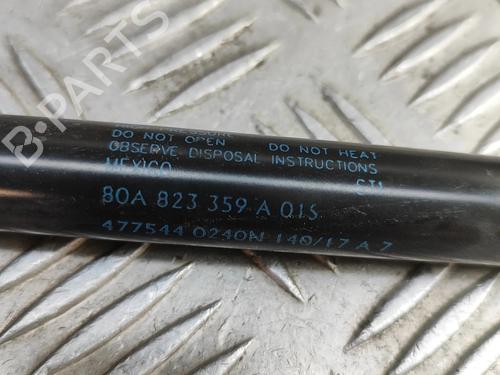 DO NOT OPEN DO NOT HEAT
OBSERVE DISPOSAL INSTRUCTIONS
MEXICO ST1
80A 823 359 A 01S
477544 0240N 140/17 A 7
B-Parts